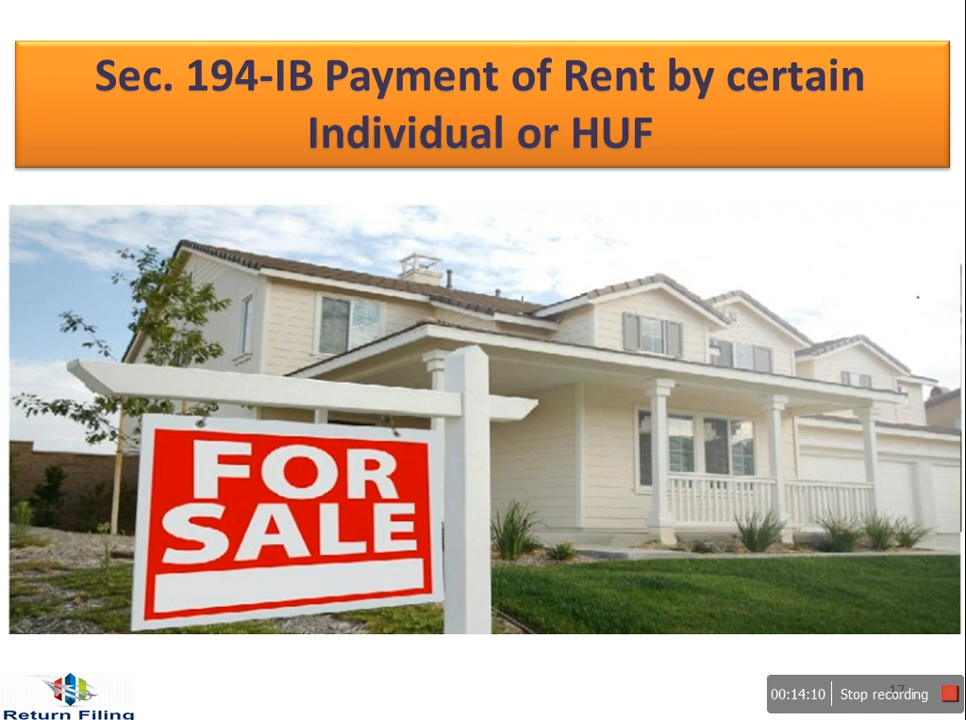 Sec. 194-IB Payment of Rent by certain
Individual or HUF
FOR
SALE
Return Filing
17
00:14:10 Stop recording